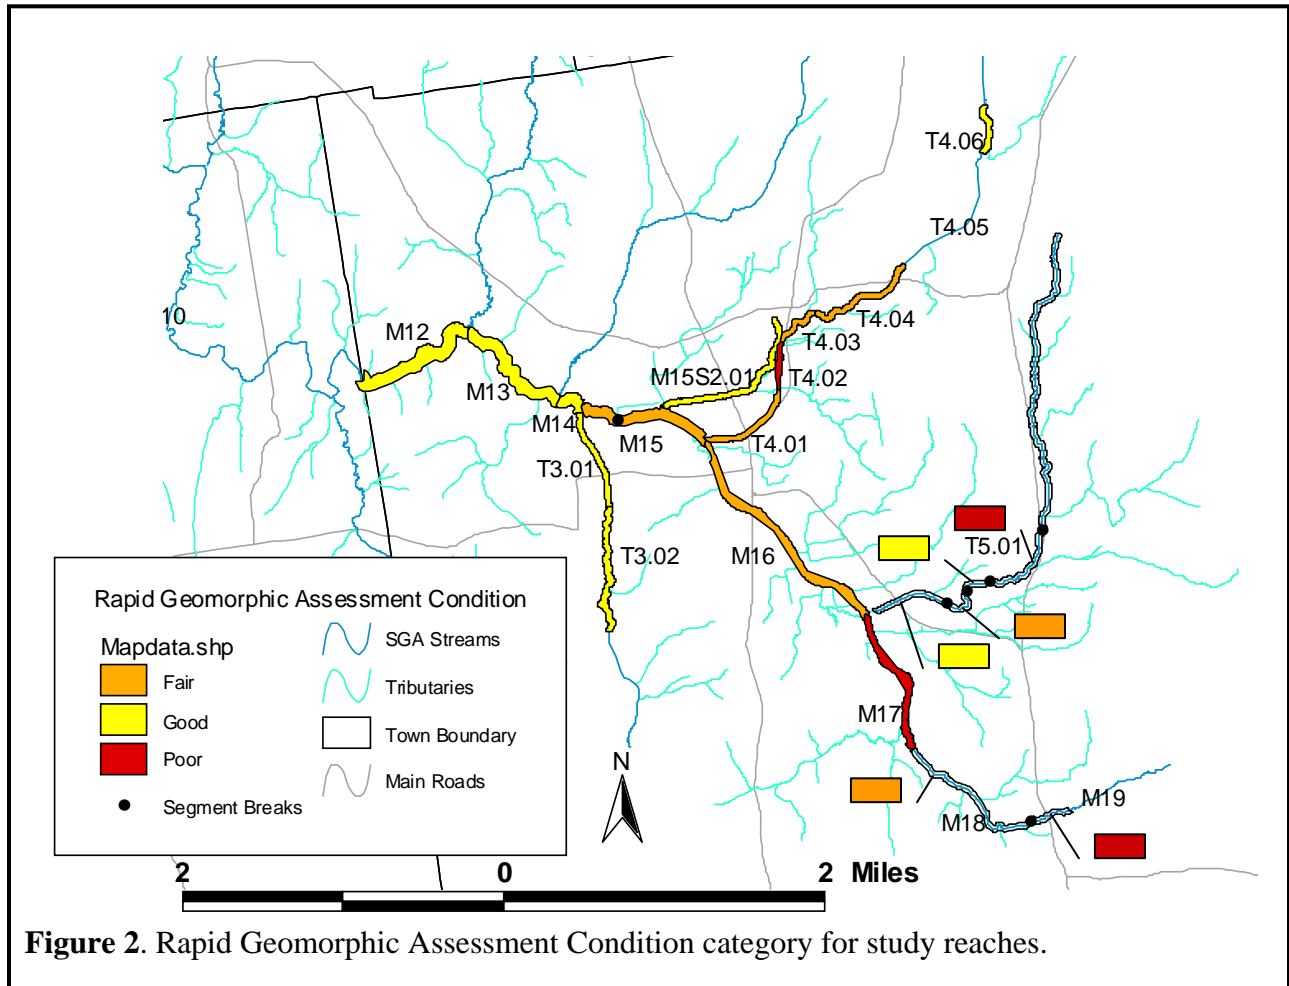 T4.06
T4.05
10
M12
T4.04
T4.03
M13
M15S2.01
T4.02
M14
M15
T4.01
T3.01
T5.01
M16
T3.02
Rapid Geomorphic Assessment Condition
Mapdata.shp
Fair
Good
Poor
Segment Breaks
SGA Streams
Tributaries
Town Boundary
Main Roads
M17
N
M19
M18
2 0 2 Miles
Figure 2. Rapid Geomorphic Assessment Condition category for study reaches.